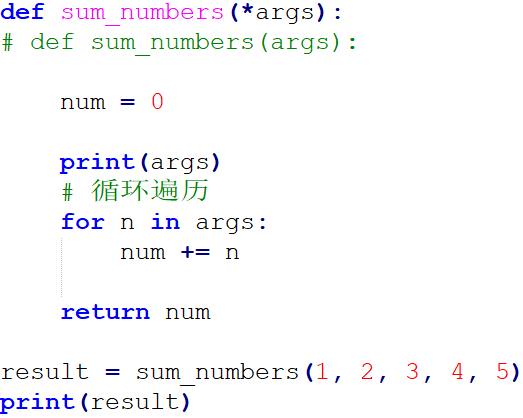 def sum_numbers(*args):
# def sum_numbers(args):
num = 0
print(args)
# 循环遍历
for n in args:
num += n
return num
result = sum_numbers(1, 2, 3, 4, 5)
print(result)